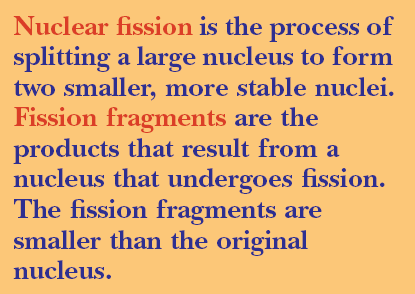 Nuclear fission is the process of
splitting a large nucleus to form
two smaller, more stable nuclei.
Fission fragments are the
products that result from a
nucleus that undergoes fission.
The fission fragments are
smaller than the original
nucleus.